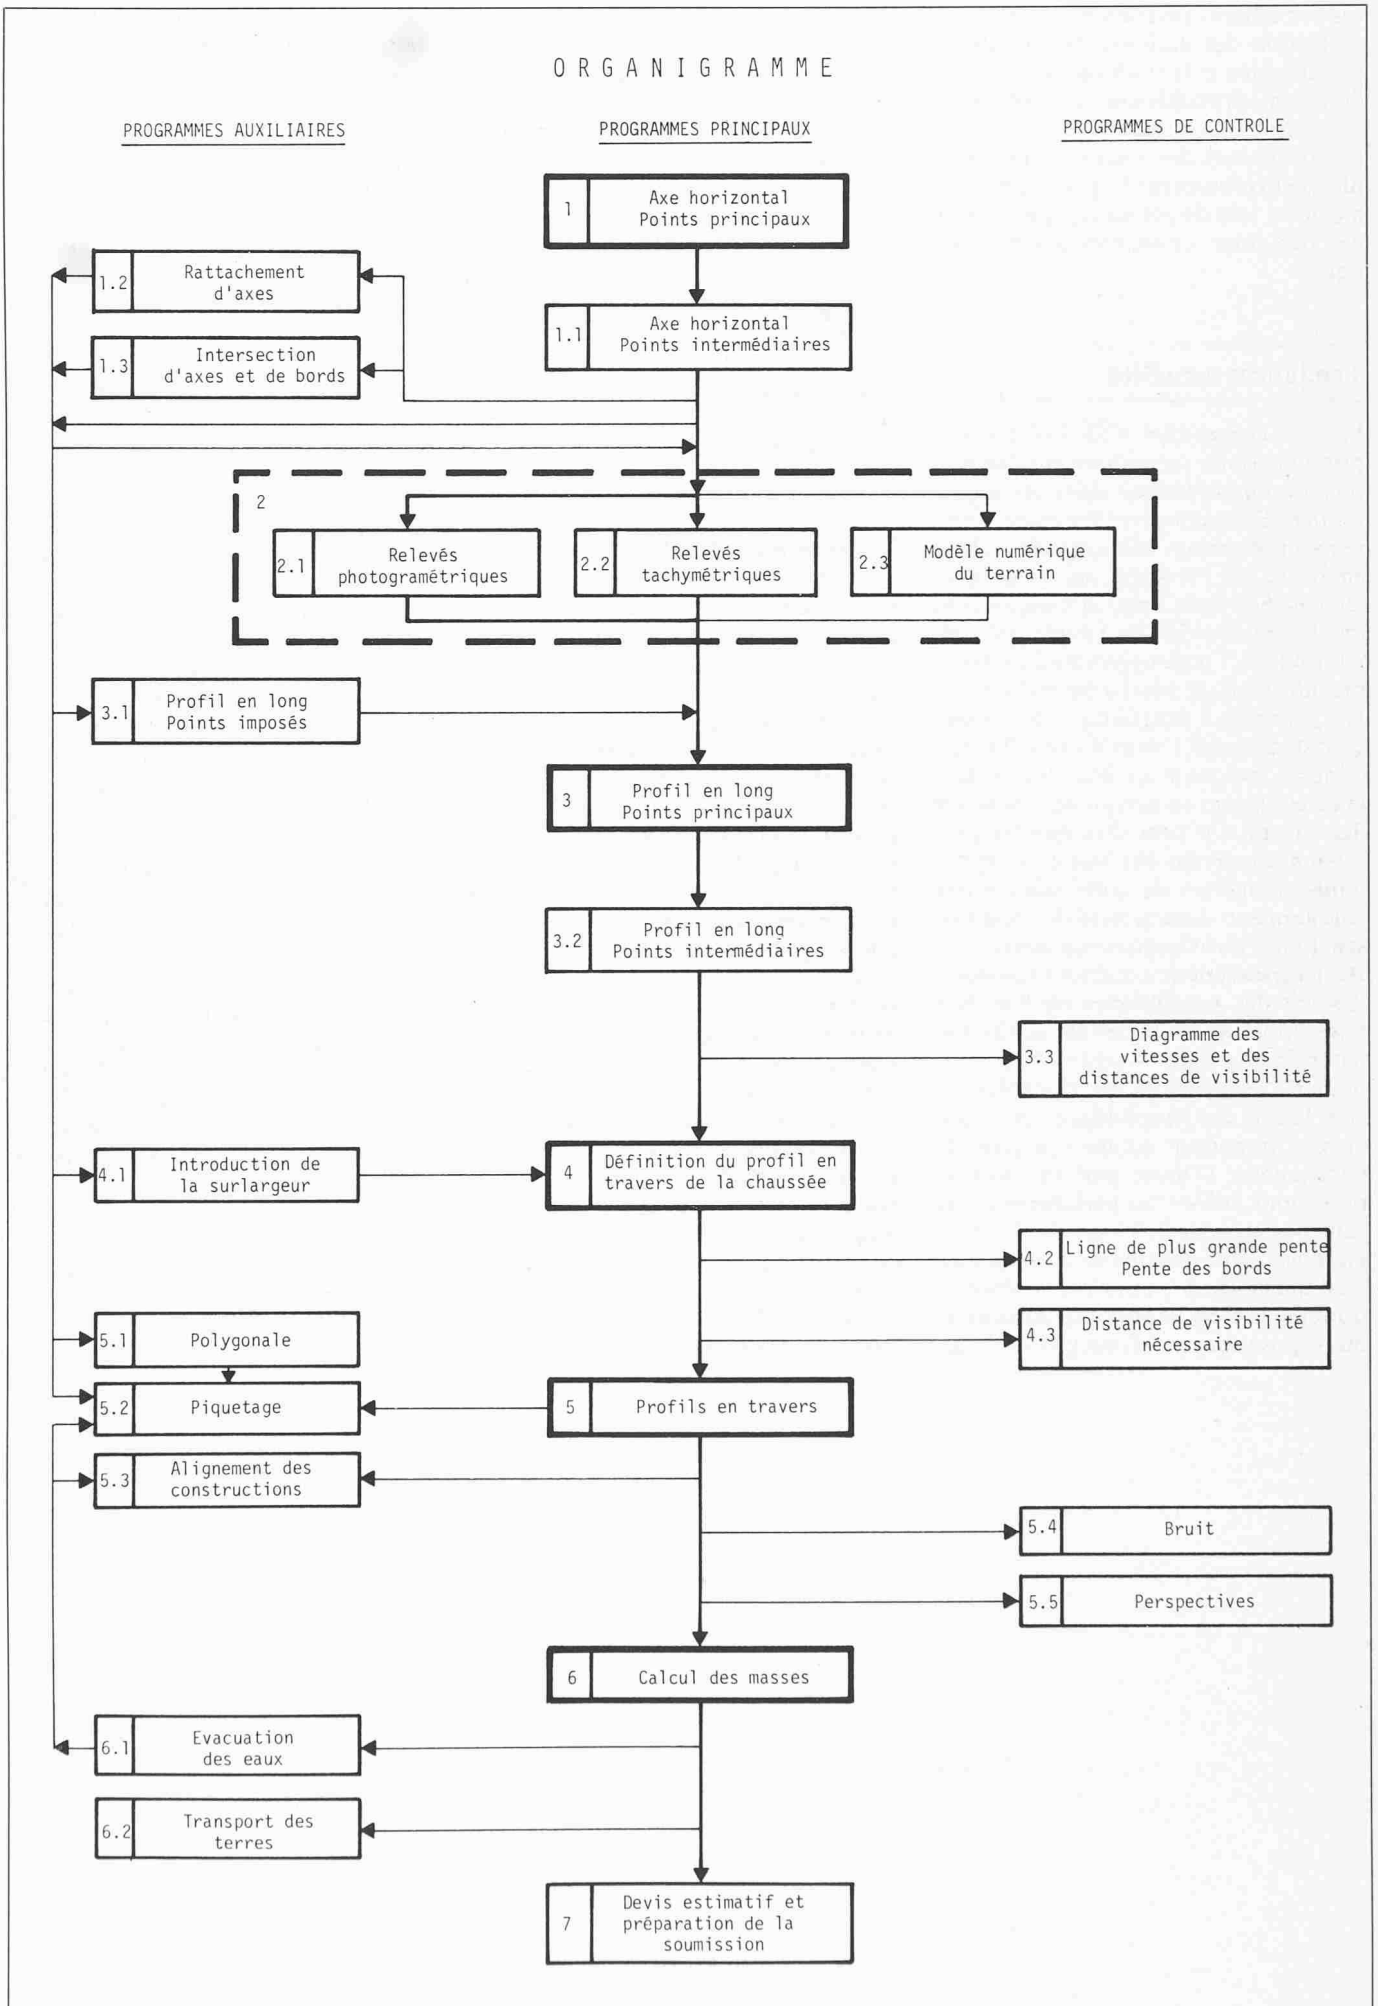 ORGANIGRAMME
PROGRAMMES AUXILIAIRES
PROGRAMMES PRINCIPAUX
PROGRAMMES DE CONTROLE
1
Axe horizontal
Points principaux
1.2
Rattachement
d'axes
1.1
Axe horizontal
Points intermédiaires
1.3
Intersection
d'axes et de bords
2
2.1
Relevés
photogramétriques
2.2
Relevés
tachymétriques
2.3
Modèle numérique
du terrain
3.1
Profil en long
Points imposés
3
Profil en long
Points principaux
3.2
Profil en long
Points intermédiaires
3.3
Diagramme des
vitesses et des
distances de visibilité
4.1
Introduction de
la surlargeur
4
Définition du profil en
travers de la chaussée
4.2
Ligne de plus grande pente
Pente des bords
4.3
Distance de visibilité
nécessaire
5.1
Polygonale
5.2
Piquetage
5
Profils en travers
5.3
Alignement des
constructions
5.4
Bruit
5.5
Perspectives
6
Calcul des masses
6.1
Evacuation
des eaux
6.2
Transport des
terres
7
Devis estimatif et
préparation de la
soumission